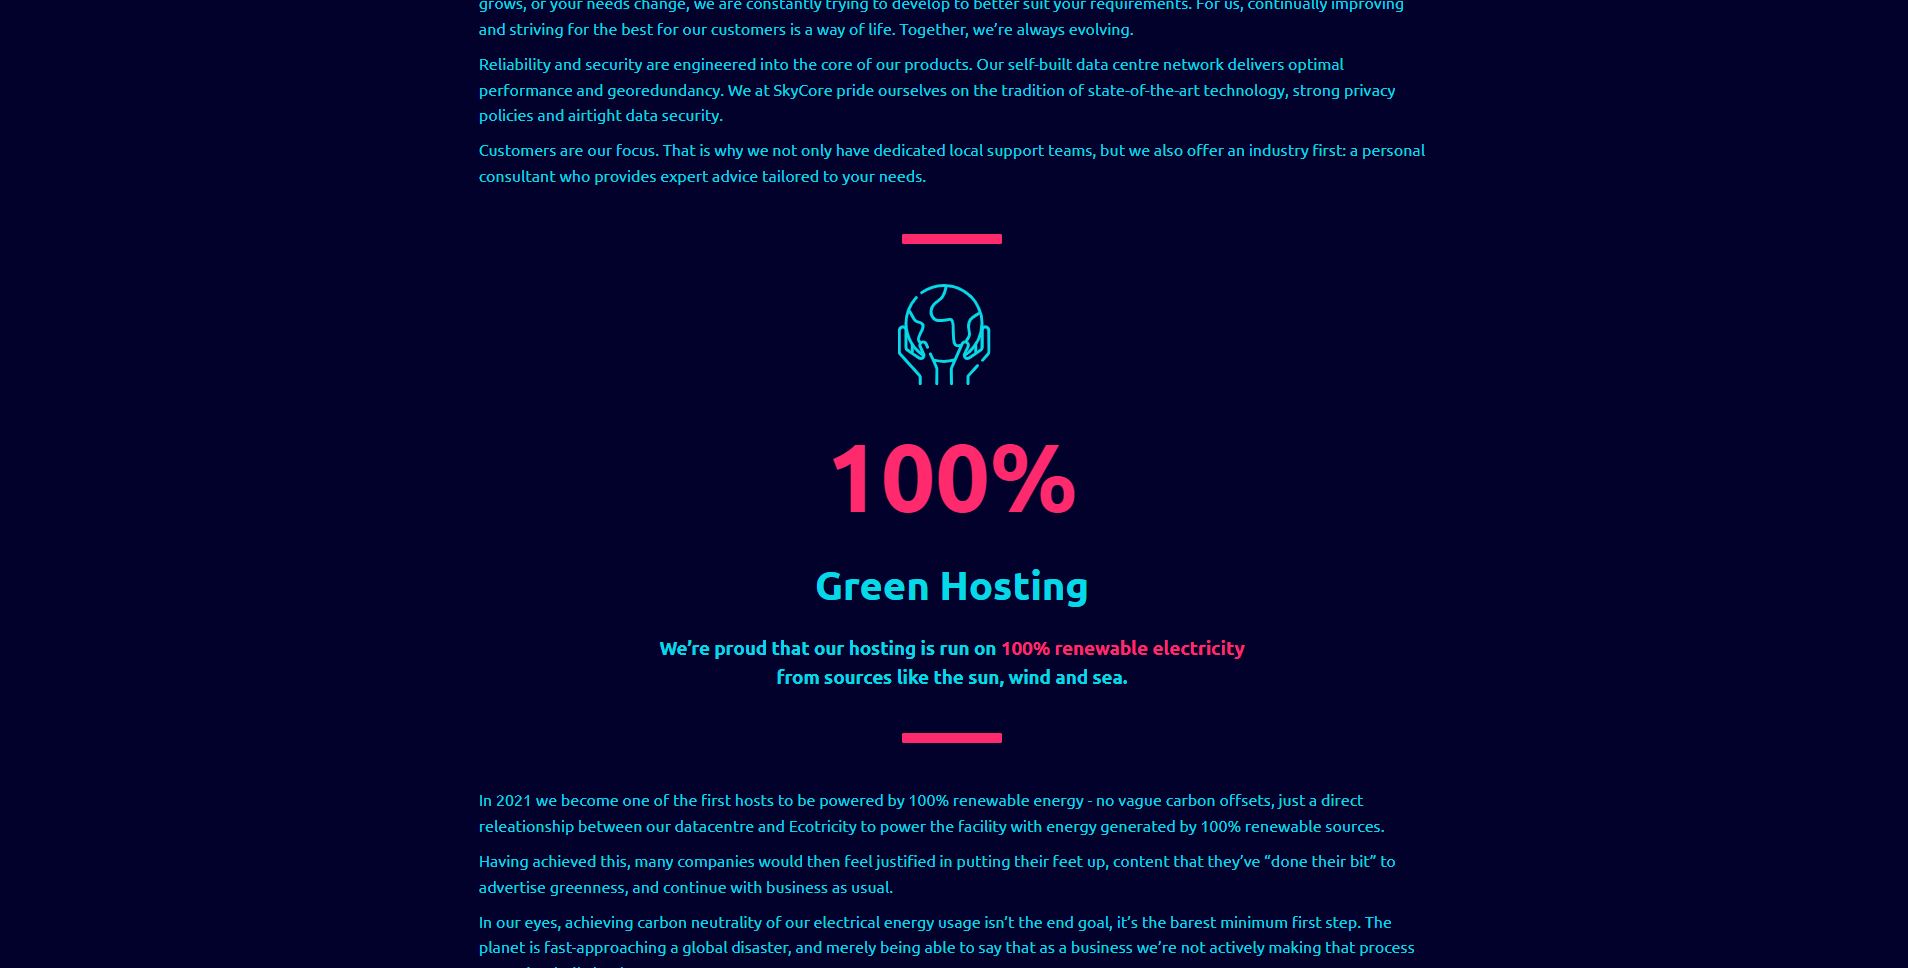 grows, or your needs change, we are constantly trying to develop to better suit your requirements. For us, continually improving
and striving for the best for our customers is a way of life. Together, we’re always evolving.
Reliability and security are engineered into the core of our products. Our self-built data centre network delivers optimal
performance and georedundancy. We at SkyCore pride ourselves on the tradition of state-of-the-art technology, strong privacy
policies and airtight data security.
Customers are our focus. That is why we not only have dedicated local support teams, but we also offer an industry first: a personal
consultant who provides expert advice tailored to your needs.
100%
Green Hosting
We’re proud that our hosting is run on 100% renewable electricity
from sources like the sun, wind and sea.
In 2021 we become one of the first hosts to be powered by 100% renewable energy - no vague carbon offsets, just a direct
releationship between our datacentre and Ecotricity to power the facility with energy generated by 100% renewable sources.
Having achieved this, many companies would then feel justified in putting their feet up, content that they’ve “done their bit” to
advertise greenness, and continue with business as usual.
In our eyes, achieving carbon neutrality of our electrical energy usage isn’t the end goal, it’s the barest minimum first step. The
planet is fast-approaching a global disaster, and merely being able to say that as a business we’re not actively making that process